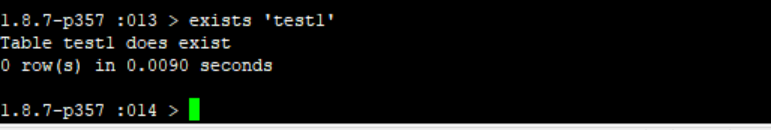 1.8.7-p357 :013 > exists 'test1'
Table test1 does exist
0 row(s) in 0.0090 seconds
1.8.7-p357 :014 >